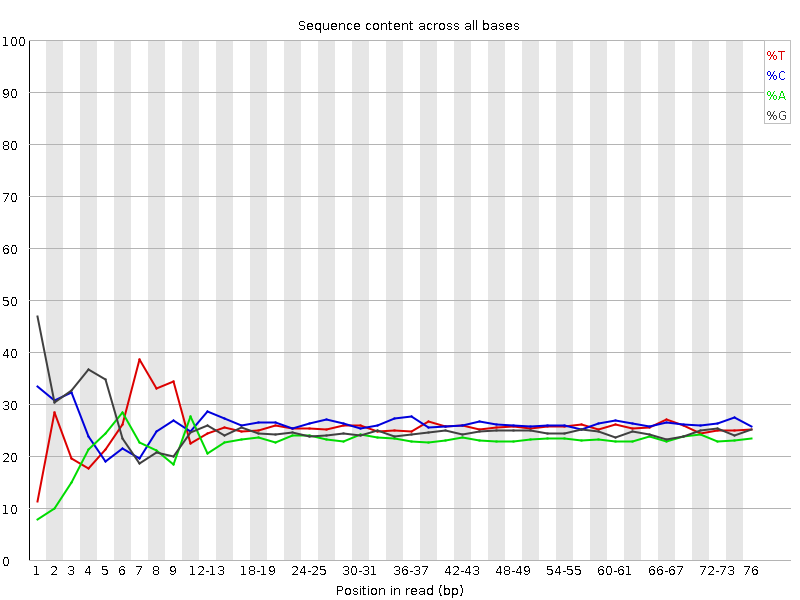 Sequence content across all bases
100
90
80
70
60
50
40
30
20
10
0
%T
%C
%A
%G
1 2 3 4 5 6 7 8 9 12-13 18-19 24-25 30-31 36-37 42-43 48-49 54-55 60-61 66-67 72-73 76
Position in read (bp)